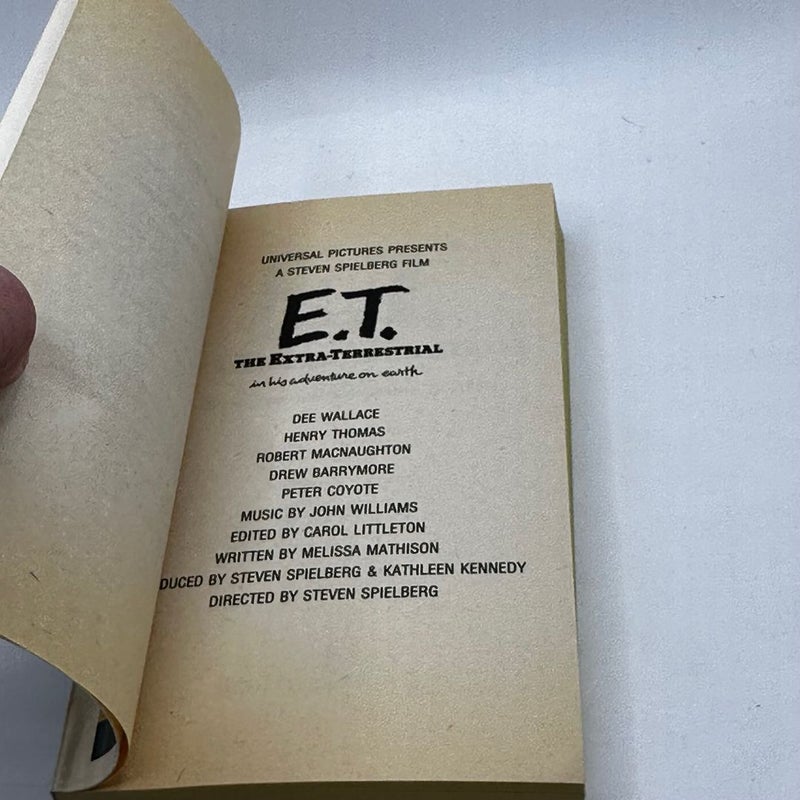 UNIVERSAL PICTURES PRESENTS
A STEVEN SPIELBERG FILM
E.T.
THE EXTRA-TERRESTRIAL
in his adventure on earth
DEE WALLACE
HENRY THOMAS
ROBERT MACNAUGHTON
DREW BARRYMORE
PETER COYOTE
MUSIC BY JOHN WILLIAMS
EDITED BY CAROL LITTLETON
WRITTEN BY MELISSA MATHISON
DUCED BY STEVEN SPIELBERG & KATHLEEN KENNEDY
DIRECTED BY STEVEN SPIELBERG